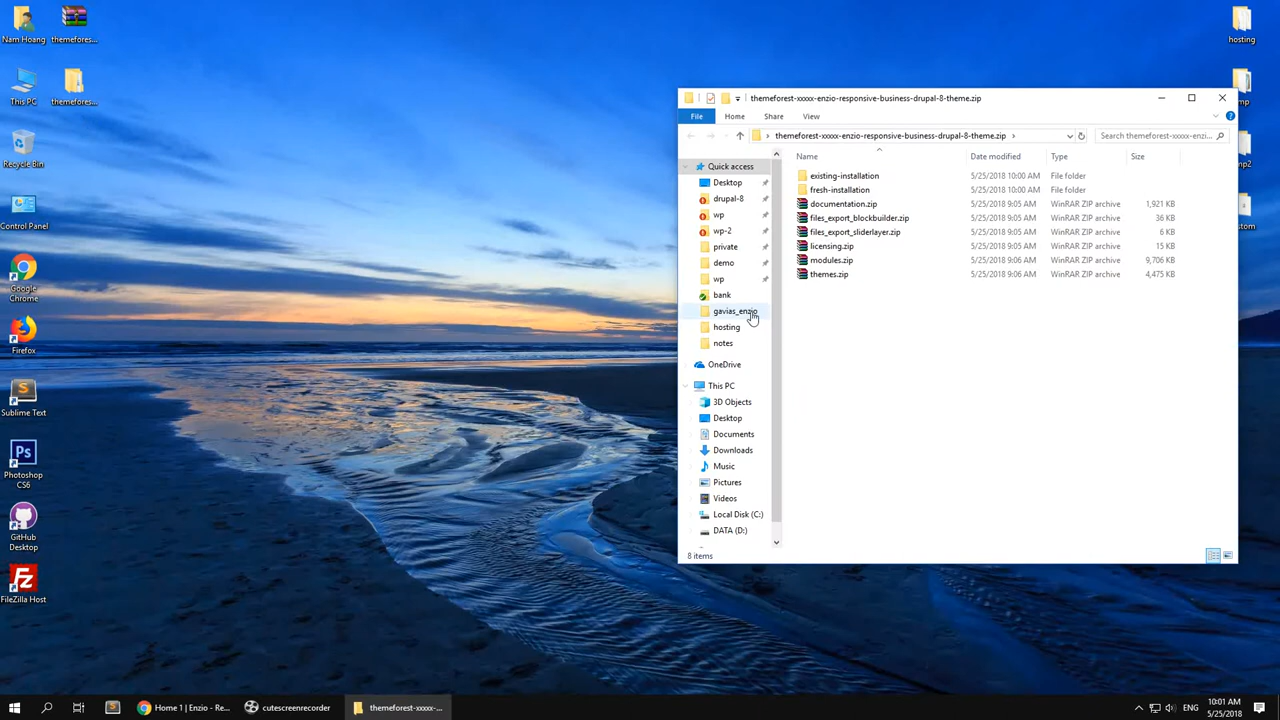 Nam Hoang
themefores...
This PC
themefores...
Recycle Bin
Control Panel
Google
Chrome
Firefox
Sublime Text
Photoshop
CS6
GitHub
Desktop
FileZilla Host
hosting
mp
mp2
stom
themeforest-xxxxx-enzio-responsive-business-drupal-8-theme.zip
File
Home
Share
View
themeforest-xxxxx-enzio-responsive-business-drupal-8-theme.zip
Search themeforest-xxxxx-enzi...
Quick access
Desktop
drupal-8
wp
wp-2
private
demo
wp
bank
gavias_enzio
hosting
notes
OneDrive
This PC
3D Objects
Desktop
Documents
Downloads
Music
Pictures
Videos
Local Disk (C:)
DATA (D:)
Name Date modified Type Size
existing-installation 5/25/2018 10:00 AM File folder
fresh-installation 5/25/2018 10:00 AM File folder
documentation.zip 5/25/2018 9:05 AM WinRAR ZIP archive 1,921 KB
files_export_blockbuilder.zip 5/25/2018 9:05 AM WinRAR ZIP archive 36 KB
files_export_sliderlayer.zip 5/25/2018 9:05 AM WinRAR ZIP archive 6 KB
licensing.zip 5/25/2018 9:05 AM WinRAR ZIP archive 15 KB
modules.zip 5/25/2018 9:06 AM WinRAR ZIP archive 9,706 KB
themes.zip 5/25/2018 9:06 AM WinRAR ZIP archive 4,475 KB
8 items
Home 1 | Enzio - Re...
cutescreenrecorder
themeforest-xxxxx-...
10:01 AM
5/25/2018